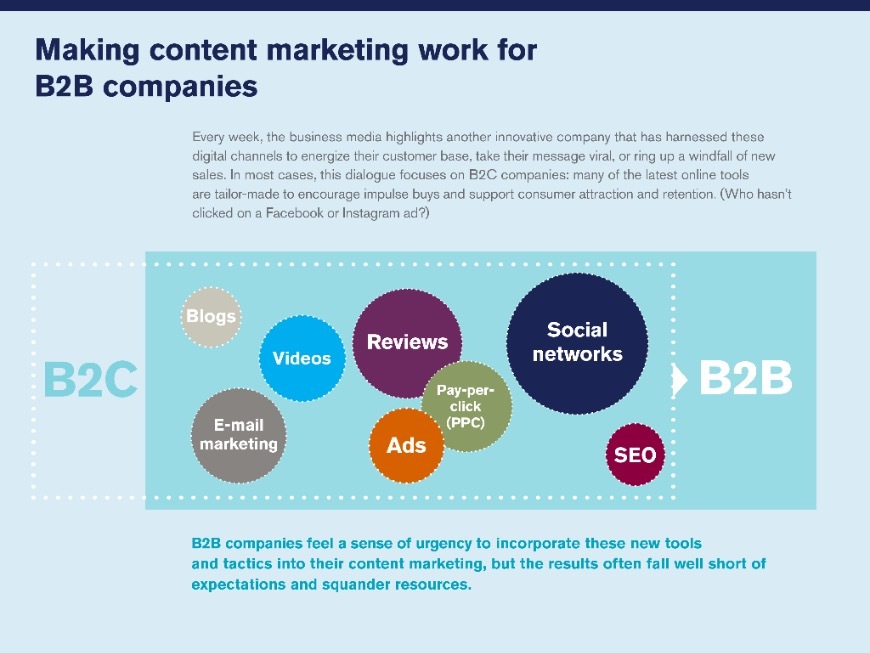 Making content marketing work for
B2B companies
Every week, the business media highlights another innovative company that has harnessed these
digital channels to energize their customer base, take their message viral, or ring up a windfall of new
sales. In most cases, this dialogue focuses on B2C companies: many of the latest online tools
are tailor-made to encourage impulse buys and support consumer attraction and retention. (Who hasn't
clicked on a Facebook or Instagram ad?)
B2C
Blogs
Videos
E-mail
marketing
Reviews
Pay-per-
click
(PPC)
Ads
Social
networks
SEO
B2B
B2B companies feel a sense of urgency to incorporate these new tools
and tactics into their content marketing, but the results often fall well short of
expectations and squander resources.